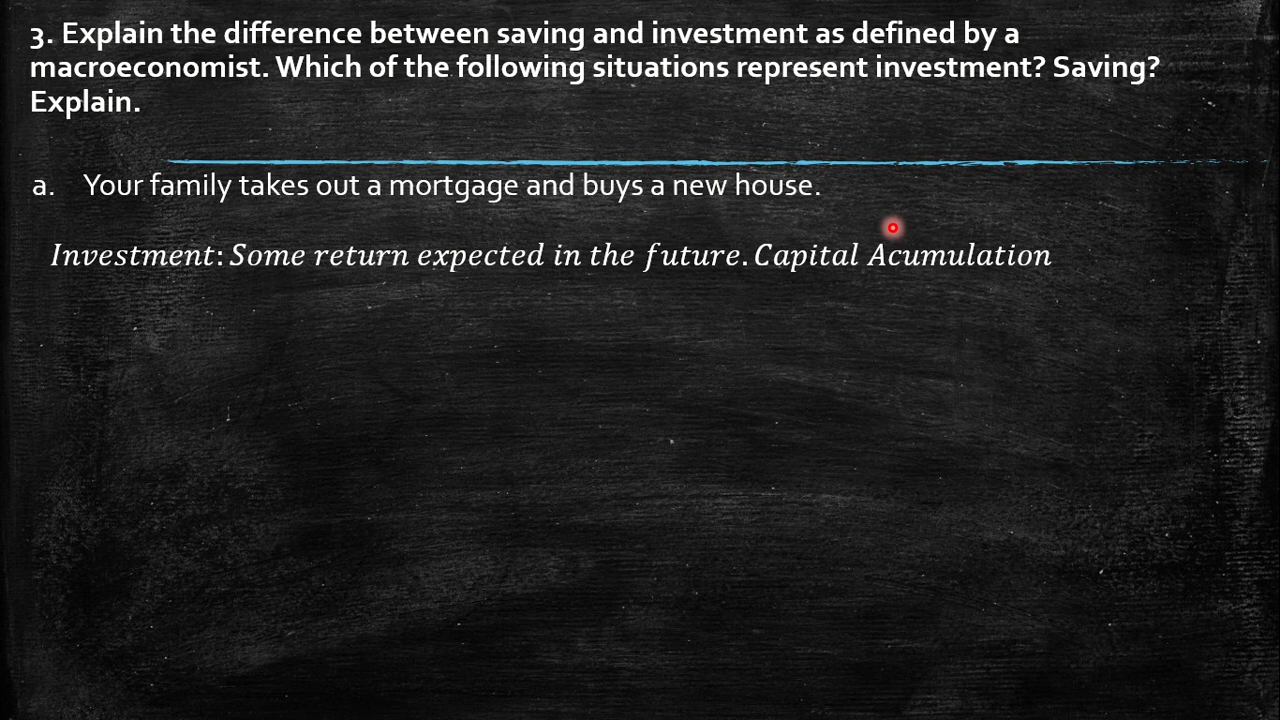 3. Explain the difference between saving and investment as defined by a
macroeconomist. Which of the following situations represent investment? Saving?
Explain.
a. Your family takes out a mortgage and buys a new house.
Investment: Some return expected in the future. Capital Acumulation